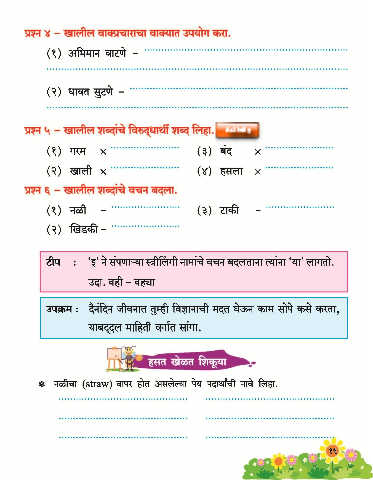 प्रश्न ४ – खालील वाक्प्रचाराचा वाक्यात उपयोग करा.
(१) अभिमान वाटणे –
(२) धावत सुटणे –
प्रश्न ५ – खालील शब्दांचे विरुद्धार्थी शब्द लिहा.
(१) गरम × (३) बंद ×
(२) खाली × (४) हसला ×
प्रश्न ६ – खालील शब्दांचे वचन बदला.
(१) नळी – (३) टाकी –
(२) खिडकी –
टीप : 'इ' ने संपणाऱ्या स्त्रीलिंगी नामांचे वचन बदलताना त्यांना 'या' लागतो.
उदा. वही – वह्या
उपक्रम : दैनंदिन जीवनात तुम्ही विज्ञानाची मदत घेऊन काम सोपे कसे करता,
याबद्दल माहिती वर्गात सांगा.
हसत खेळत शिकूया
❋ नळीचा (straw) वापर होत असलेल्या पेय पदार्थांची नावे लिहा.